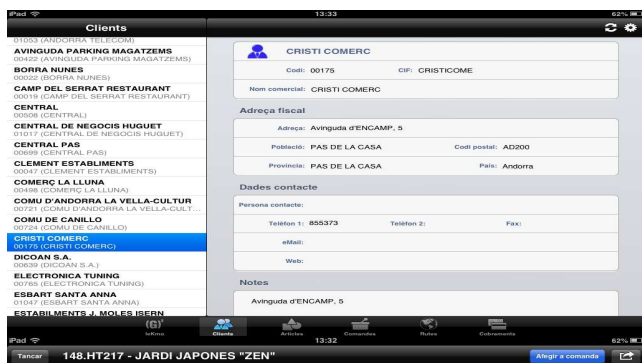 iPad 13:33 62%
Clients
01053 (ANDORRA TELECOM)
AVINGUDA PARKING MAGATZEMS
00422 (AVINGUDA PARKING MAGATZEMS)
BORRA NUNES
00022 (BORRA NUNES)
CAMP DEL SERRAT RESTAURANT
00019 (CAMP DEL SERRAT RESTAURANT)
CENTRAL
00508 (CENTRAL)
CENTRAL DE NEGOCIS HUGUET
01017 (CENTRAL DE NEGOCIS HUGUET)
CENTRAL PAS
00699 (CENTRAL PAS)
CLEMENT ESTABLIMENTS
00047 (CLEMENT ESTABLIMENTS)
COMERÇ LA LLUNA
00498 (COMERÇ LA LLUNA)
COMU D'ANDORRA LA VELLA-CULTUR
00721 (COMU D'ANDORRA LA VELLA-CULT...
COMU DE CANILLO
00724 (COMU DE CANILLO)
CRISTI COMERC
00175 (CRISTI COMERC)
DICOAN S.A.
00639 (DICOAN S.A.)
ELECTRONICA TUNING
00765 (ELECTRONICA TUNING)
ESBART SANTA ANNA
01047 (ESBART SANTA ANNA)
ESTABILMENTS J. MOLES ISERN
CRISTI COMERC
Codi: 00175 CIF: CRISTICOME
Nom comercial: CRISTI COMERC
Adreça fiscal
Adreça: Avinguda d'ENCAMP, 5
Població: PAS DE LA CASA Codi postal: AD200
Província: PAS DE LA CASA País: Andorra
Dades contacte
Persona contacte:
Telèfon 1: 855373 Telèfon 2: Fax:
eMail:
Web:
Notes
Avinguda d'ENCAMP, 5
Clients Articles Comandes Rutes Cobraments
iPad 13:32 62%
Tancar 148.HT217 - JARDI JAPONES "ZEN" Afegir a comanda